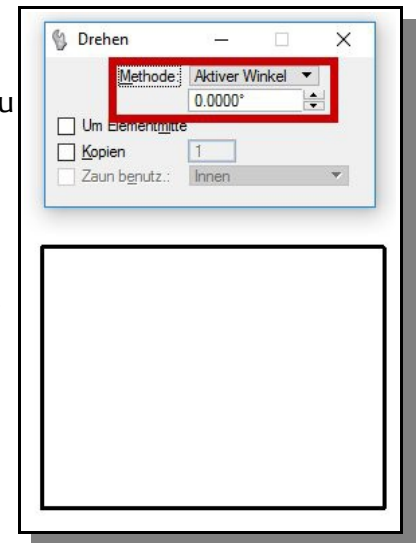 Drehen
Methode: Aktiver Winkel
0.0000°
u
Um Elementmitte
Kopien 1
Zaun benutz.: Innen